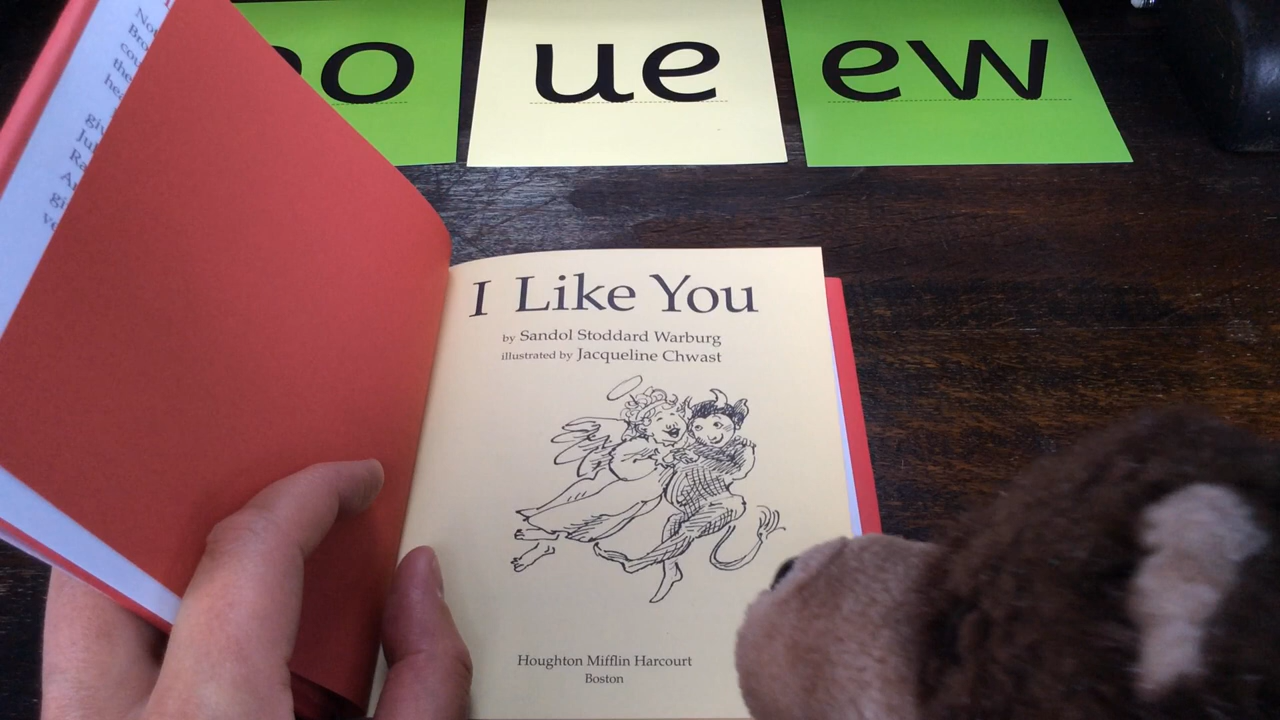 ue
ew
I Like You
by Sandol Stoddard Warburg
illustrated by Jacqueline Chwast
Houghton Mifflin Harcourt
Boston